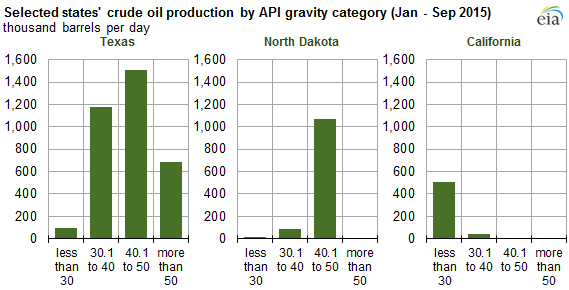 Selected states' crude oil production by API gravity category (Jan - Sep 2015)
thousand barrels per day
eia
Texas
1,600
1,400
1,200
1,000
800
600
400
200
0
less than 30
30.1 to 40
40.1 to 50
more than 50
North Dakota
1,600
1,400
1,200
1,000
800
600
400
200
0
less than 30
30.1 to 40
40.1 to 50
more than 50
California
1,600
1,400
1,200
1,000
800
600
400
200
0
less than 30
30.1 to 40
40.1 to 50
more than 50